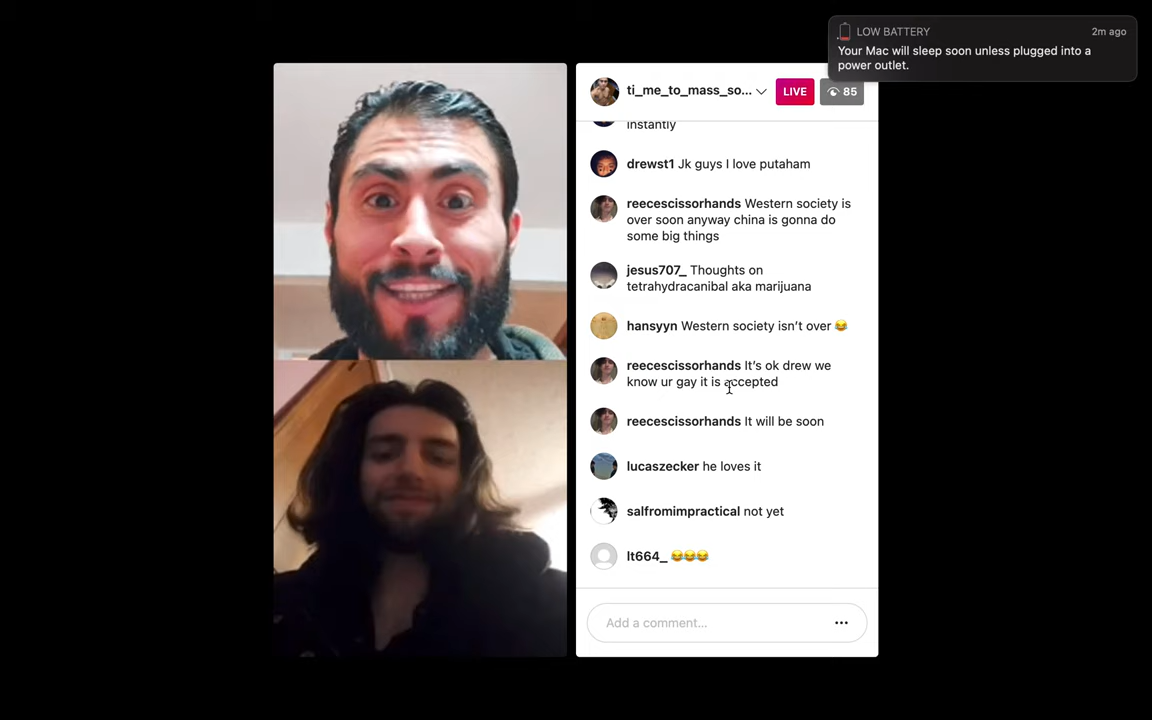 LOW BATTERY
2m ago
Your Mac will sleep soon unless plugged into a
power outlet.
ti_me_to_mass_so...
LIVE
85
instantly
drewst1 Jk guys I love putaham
reecescissorhands Western society is
over soon anyway china is gonna do
some big things
jesus707_ Thoughts on
tetrahydracanibal aka marijuana
hansyyn Western society isn’t over 😂
reecescissorhands It’s ok drew we
know ur gay it is accepted
reecescissorhands It will be soon
lucaszecker he loves it
salfromimpractical not yet
lt664_ 😂😂😂
Add a comment...